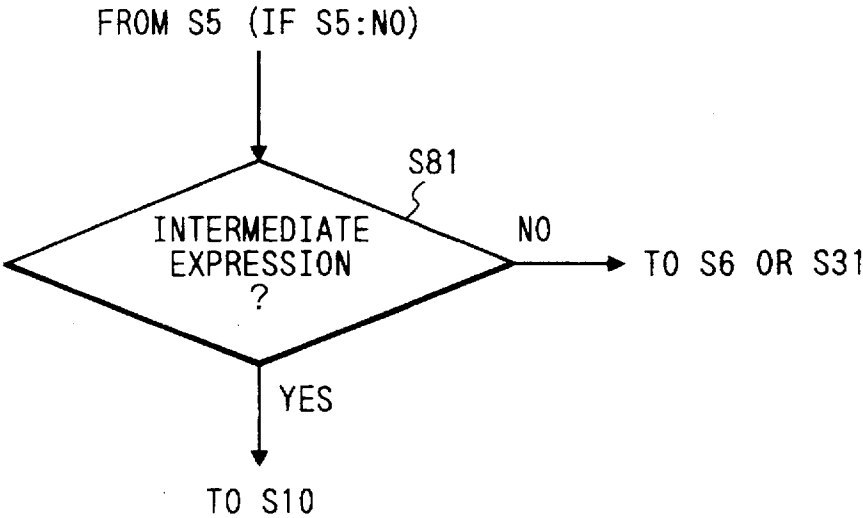 FROM S5 (IF S5:NO)
S81
INTERMEDIATE
EXPRESSION
?
NO
TO S6 OR S31
YES
TO S10